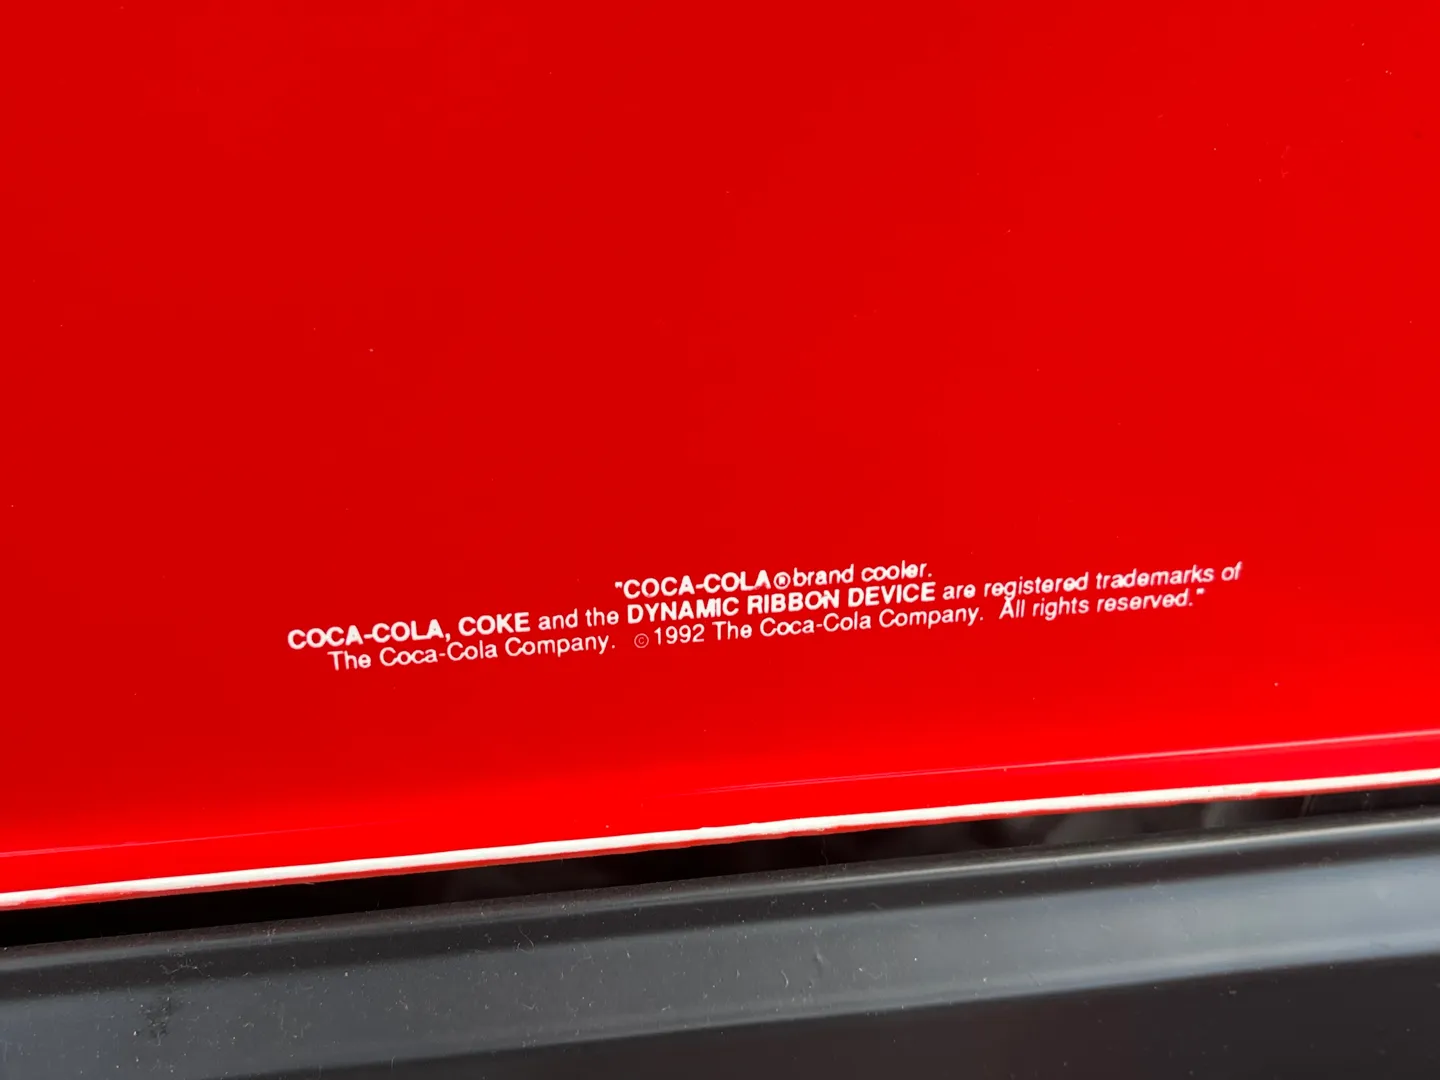 "COCA-COLA® brand cooler.
COCA-COLA, COKE and the DYNAMIC RIBBON DEVICE are registered trademarks of
The Coca-Cola Company. ©1992 The Coca-Cola Company. All rights reserved."